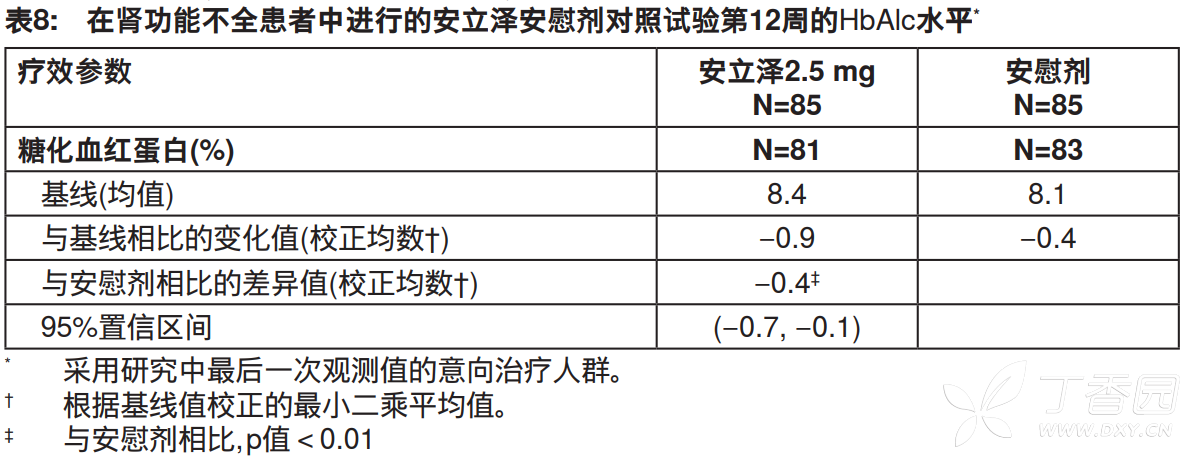 表8: 在肾功能不全患者中进行的安立泽安慰剂对照试验第12周的HbAlc水平*
疗效参数 安立泽2.5 mg 安慰剂
N=85 N=85
糖化血红蛋白(%) N=81 N=83
基线(均值) 8.4 8.1
与基线相比的变化值(校正均数†) −0.9 −0.4
与安慰剂相比的差异值(校正均数†) −0.4‡
95%置信区间 (−0.7, −0.1)
* 采用研究中最后一次观测值的意向治疗人群。
† 根据基线值校正的最小二乘平均值。
‡ 与安慰剂相比,p值＜0.01
丁香园
WWW.DXY.CN